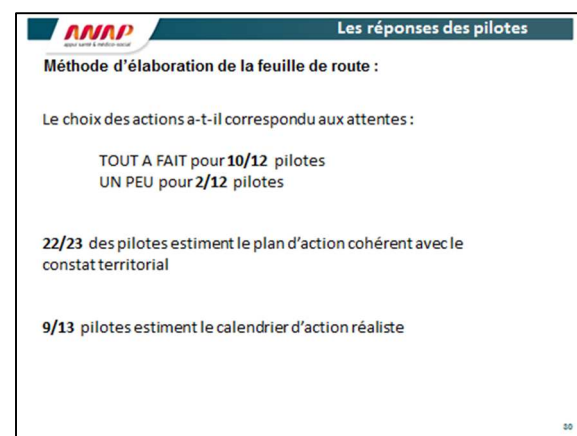 ANAP
appui santé & médico-social
Les réponses des pilotes
Méthode d'élaboration de la feuille de route :
Le choix des actions a-t-il correspondu aux attentes :
TOUT A FAIT pour 10/12 pilotes
UN PEU pour 2/12 pilotes
22/23 des pilotes estiment le plan d'action cohérent avec le
constat territorial
9/13 pilotes estiment le calendrier d'action réaliste